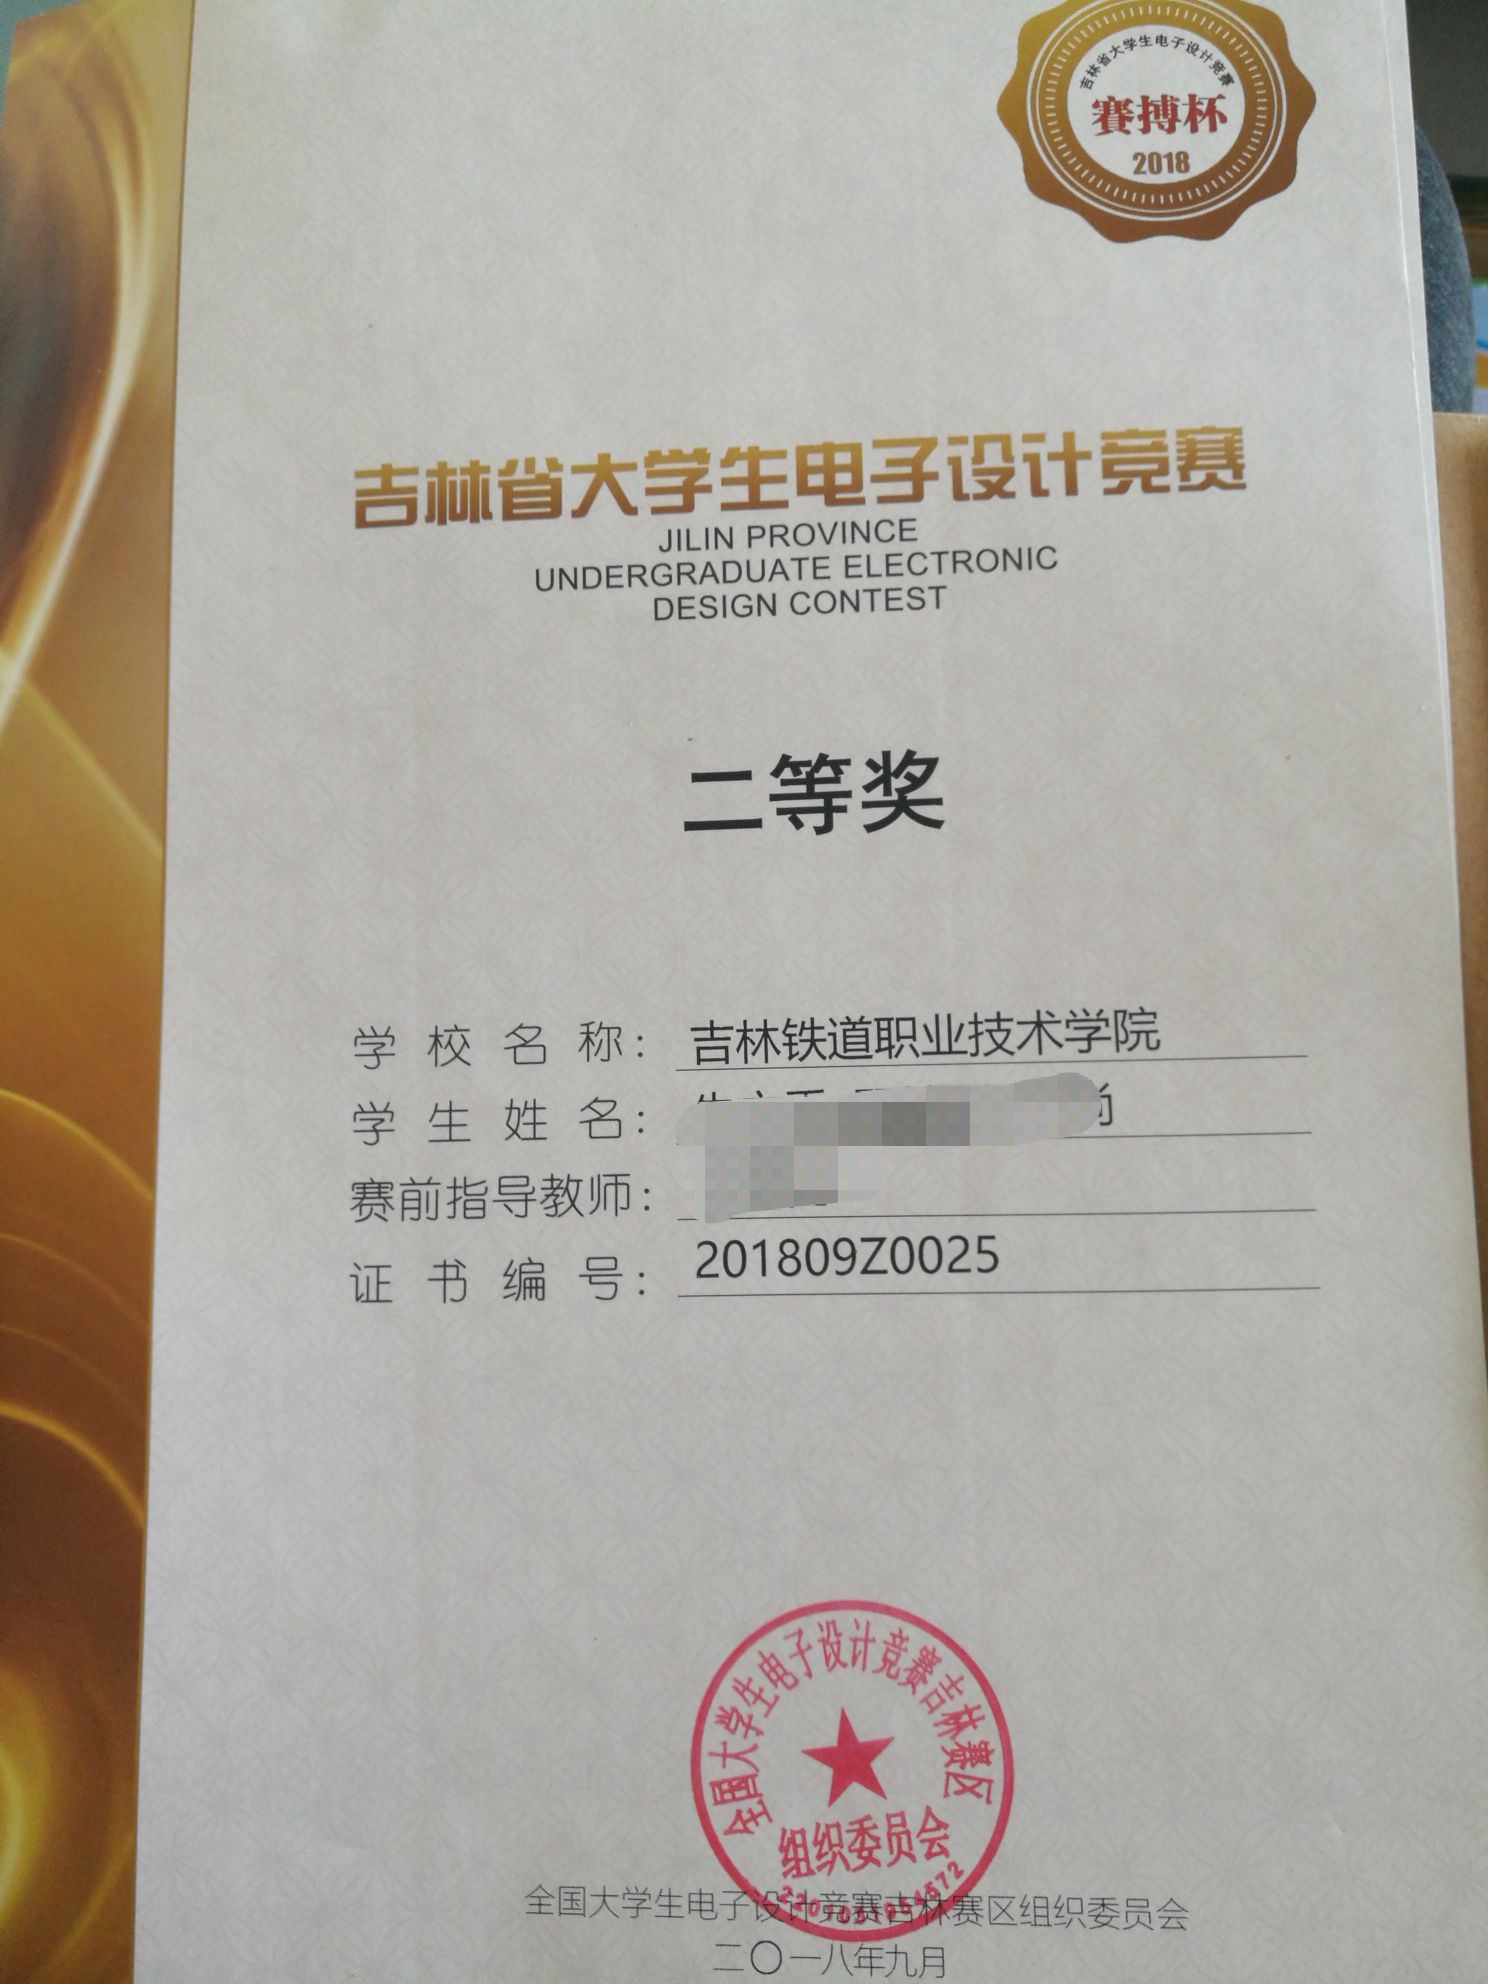 吉林省大学生电子设计竞赛
賽搏杯
2018
吉林省大学生电子设计竞赛
JILIN PROVINCE
UNDERGRADUATE ELECTRONIC
DESIGN CONTEST
二等奖
学校名称： 吉林铁道职业技术学院
学生姓名：
赛前指导教师：
证书编号： 201809Z0025
全国大学生电子设计竞赛吉林赛区
组织委员会
全国大学生电子设计竞赛吉林赛区组织委员会
二〇一八年九月